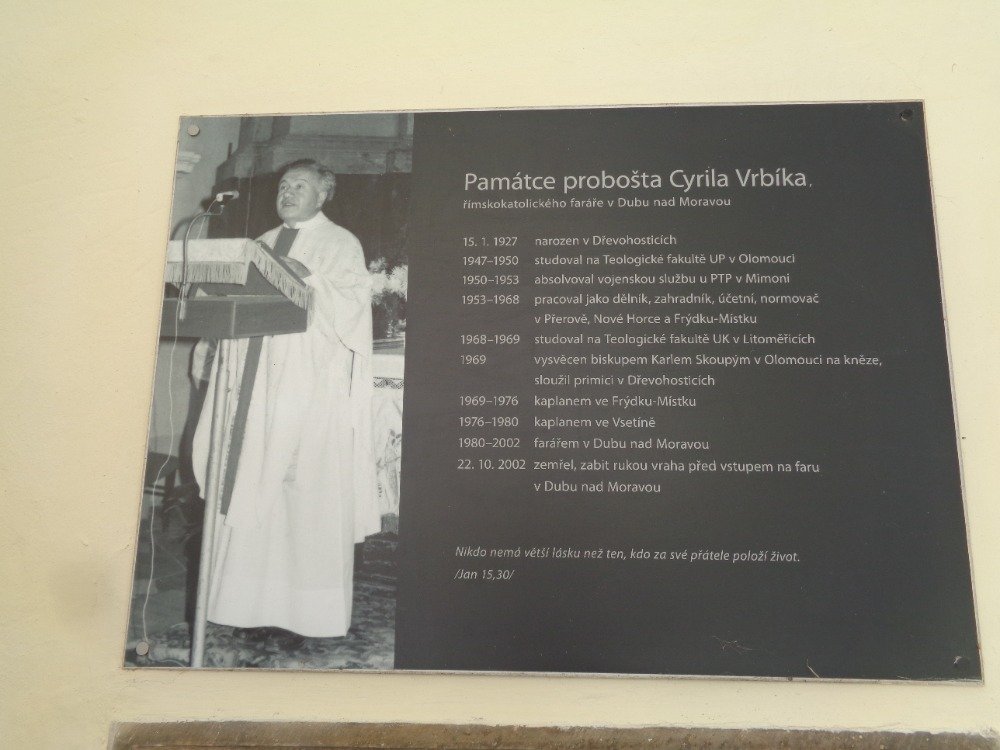 Památce probošta Cyrila Vrbíka,
římskokatolického faráře v Dubu nad Moravou
15. 1. 1927 narozen v Dřevohosticích
1947–1950 studoval na Teologické fakultě UP v Olomouci
1950–1953 absolvoval vojenskou službu u PTP v Mimoni
1953–1968 pracoval jako dělník, zahradník, účetní, normovač
v Přerově, Nové Horce a Frýdku-Místku
1968–1969 studoval na Teologické fakultě UK v Litoměřicích
1969 vysvěcen biskupem Karlem Skoupým v Olomouci na kněze,
sloužil primici v Dřevohosticích
1969–1976 kaplanem ve Frýdku-Místku
1976–1980 kaplanem ve Vsetíně
1980–2002 farářem v Dubu nad Moravou
22. 10. 2002 zemřel, zabit rukou vraha před vstupem na faru
v Dubu nad Moravou
Nikdo nemá větší lásku než ten, kdo za své přátele položí život.
/Jan 15,30/